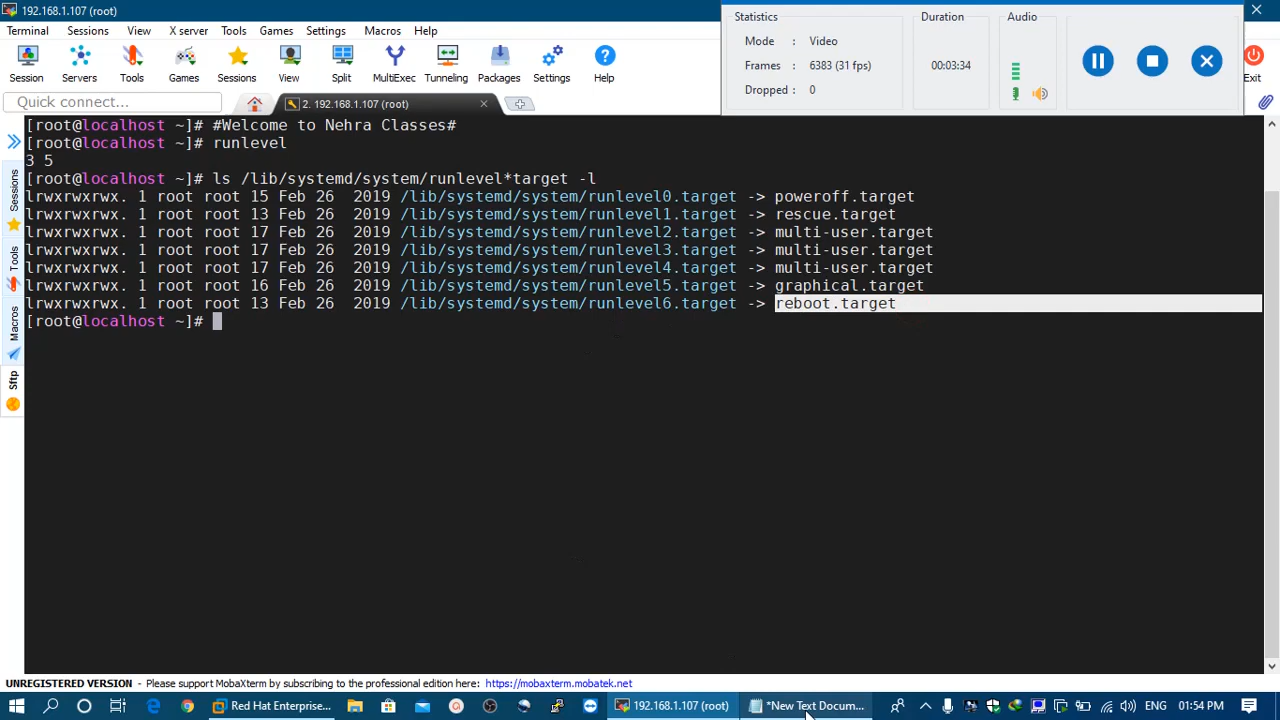 192.168.1.107 (root)
Terminal Sessions View X server Tools Games Settings Macros Help
Session Servers Tools Games Sessions View Split MultiExec Tunneling Packages Settings Help
Exit
Statistics
Mode : Video
Frames : 6383 (31 fps)
Dropped : 0
Duration
00:03:34
Audio
Quick connect...
2. 192.168.1.107 (root)
Sessions
Tools
Macros
Sftp
[root@localhost ~]# #Welcome to Nehra Classes#
[root@localhost ~]# runlevel
3 5
[root@localhost ~]# ls /lib/systemd/system/runlevel*target -l
lrwxrwxrwx. 1 root root 15 Feb 26  2019 /lib/systemd/system/runlevel0.target -> poweroff.target
lrwxrwxrwx. 1 root root 13 Feb 26  2019 /lib/systemd/system/runlevel1.target -> rescue.target
lrwxrwxrwx. 1 root root 17 Feb 26  2019 /lib/systemd/system/runlevel2.target -> multi-user.target
lrwxrwxrwx. 1 root root 17 Feb 26  2019 /lib/systemd/system/runlevel3.target -> multi-user.target
lrwxrwxrwx. 1 root root 17 Feb 26  2019 /lib/systemd/system/runlevel4.target -> multi-user.target
lrwxrwxrwx. 1 root root 16 Feb 26  2019 /lib/systemd/system/runlevel5.target -> graphical.target
lrwxrwxrwx. 1 root root 13 Feb 26  2019 /lib/systemd/system/runlevel6.target -> reboot.target
[root@localhost ~]#
UNREGISTERED VERSION - Please support MobaXterm by subscribing to the professional edition here: https://mobaxterm.mobatek.net
Red Hat Enterprise... 192.168.1.107 (root) *New Text Docum... ENG 01:54 PM